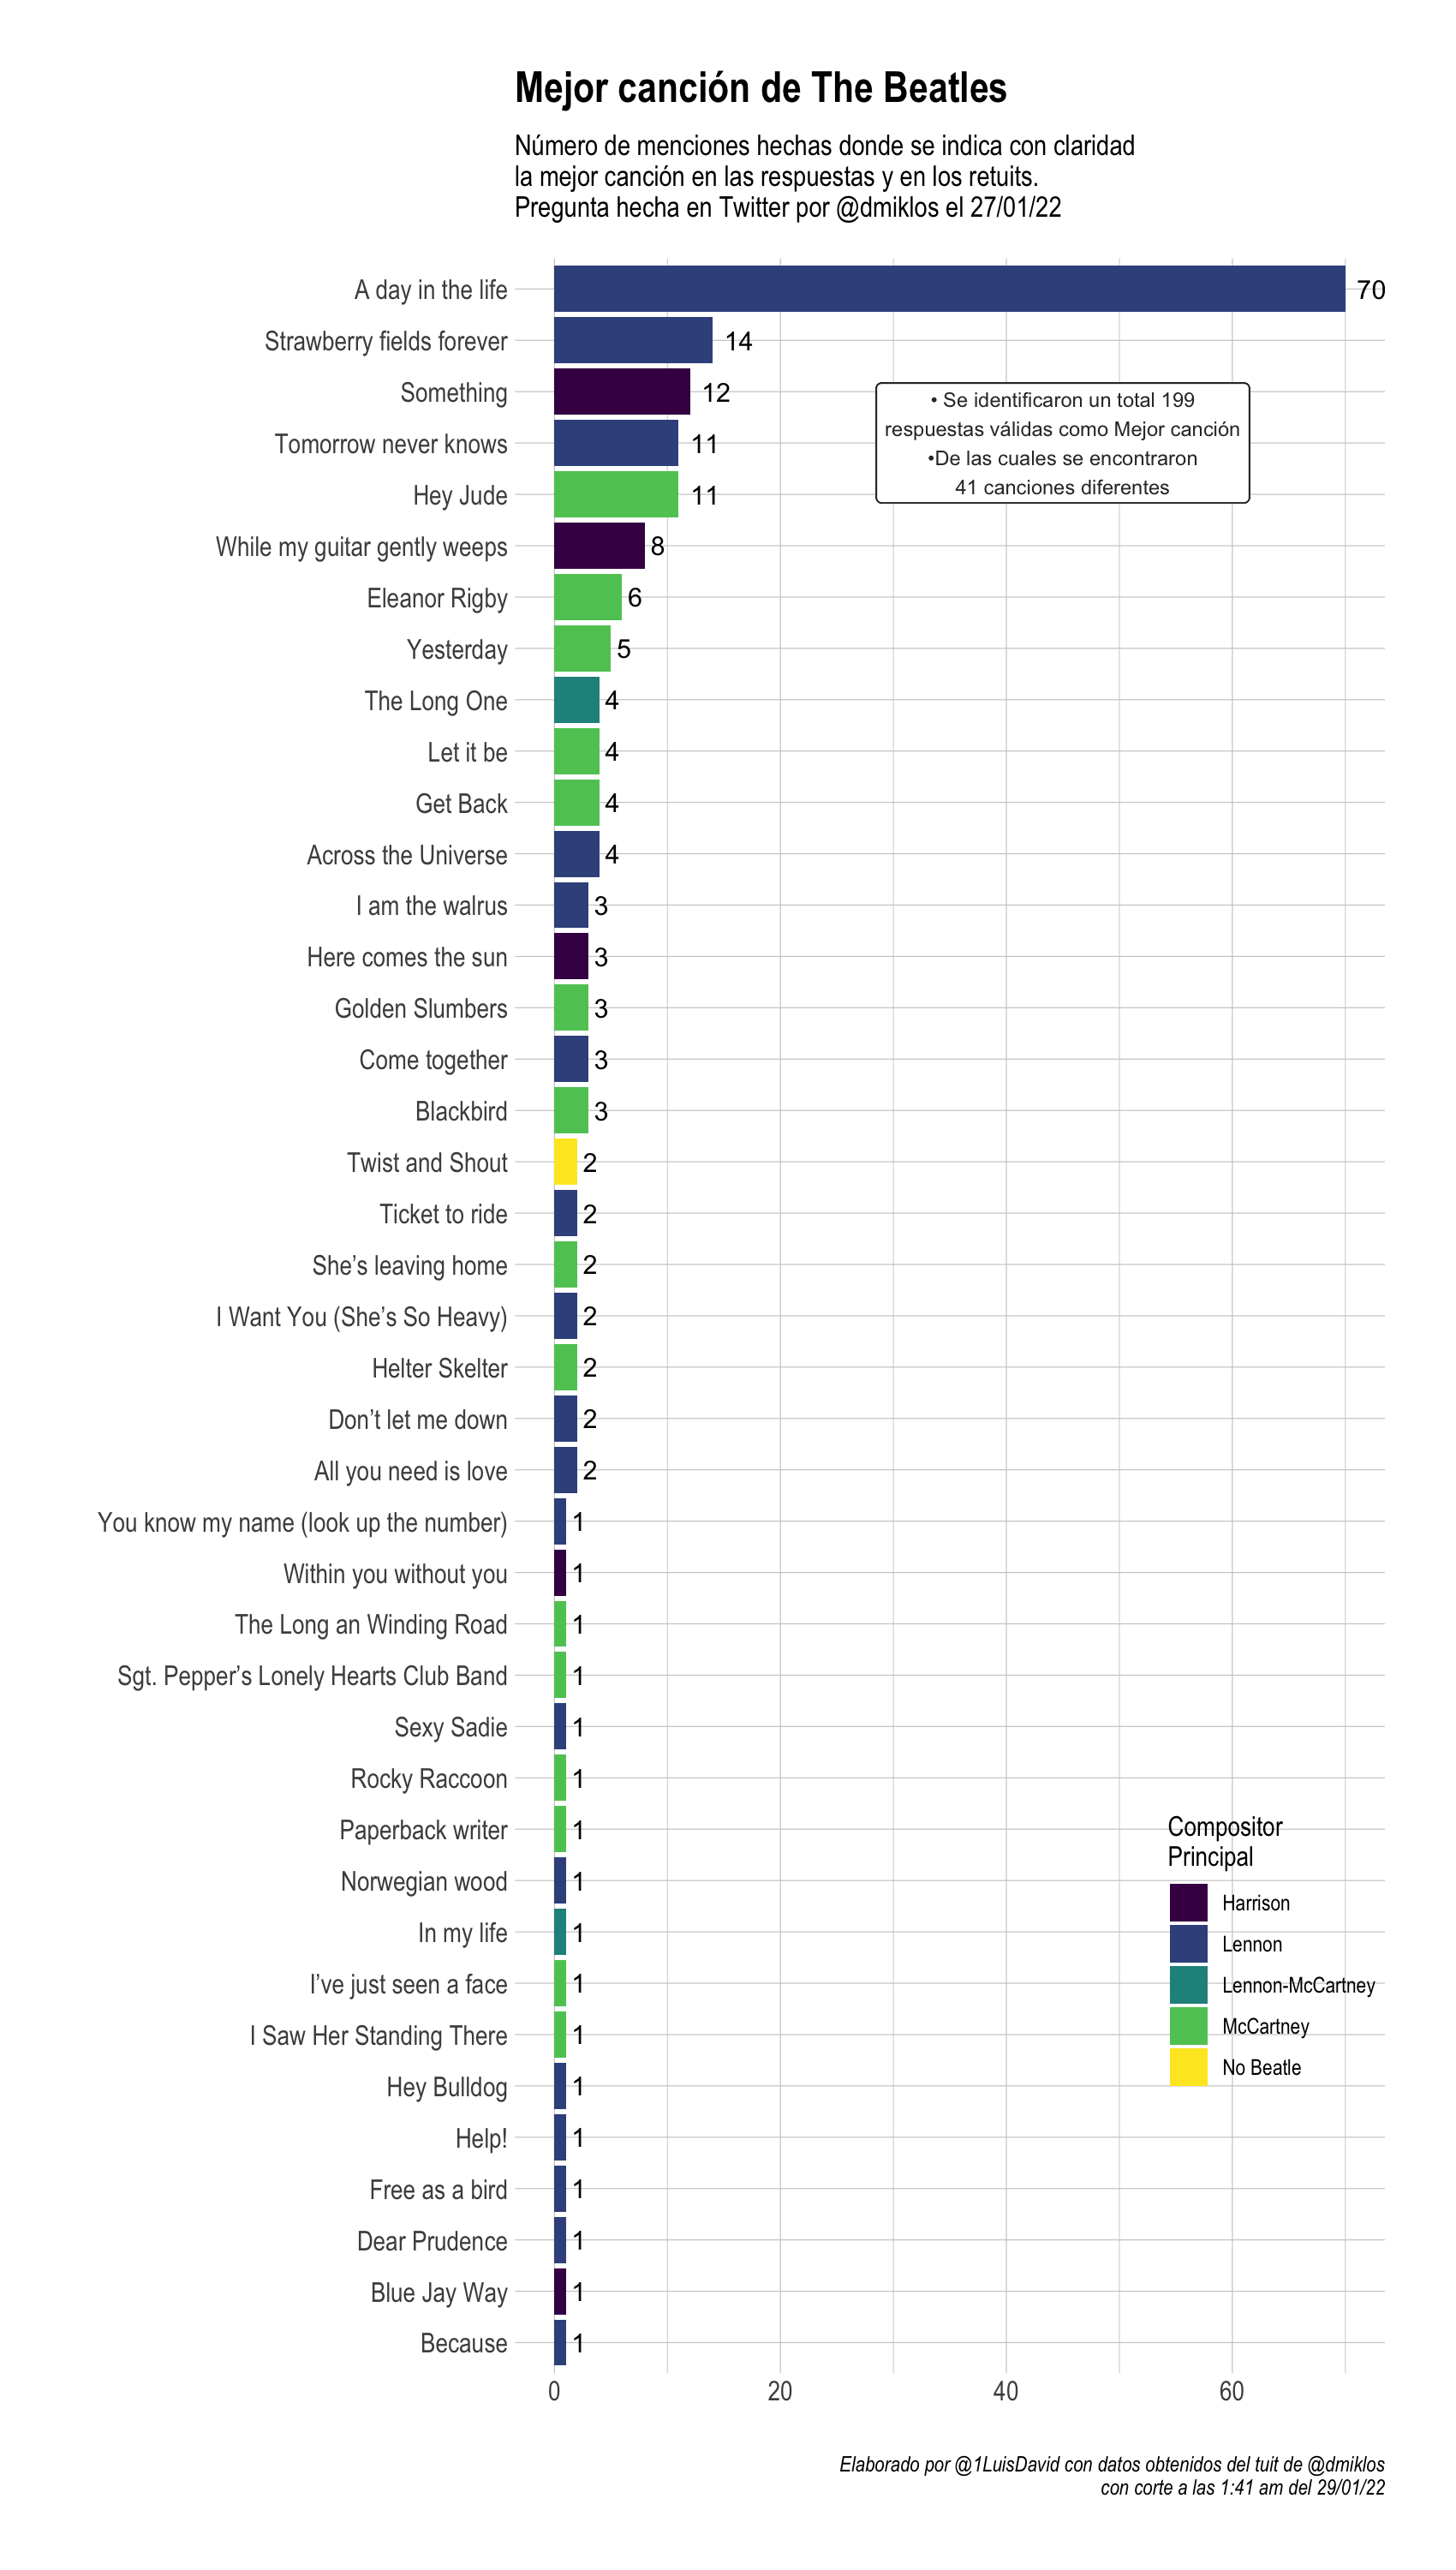 Mejor canción de The Beatles
Número de menciones hechas donde se indica con claridad
la mejor canción en las respuestas y en los retuits.
Pregunta hecha en Twitter por @dmiklos el 27/01/22
A day in the life 70
Strawberry fields forever 14
Something 12
Tomorrow never knows 11
Hey Jude 11
• Se identificaron un total 199
respuestas válidas como Mejor canción
•De las cuales se encontraron
41 canciones diferentes
While my guitar gently weeps 8
Eleanor Rigby 6
Yesterday 5
The Long One 4
Let it be 4
Get Back 4
Across the Universe 4
I am the walrus 3
Here comes the sun 3
Golden Slumbers 3
Come together 3
Blackbird 3
Twist and Shout 2
Ticket to ride 2
She’s leaving home 2
I Want You (She’s So Heavy) 2
Helter Skelter 2
Don’t let me down 2
All you need is love 2
You know my name (look up the number) 1
Within you without you 1
The Long an Winding Road 1
Sgt. Pepper’s Lonely Hearts Club Band 1
Sexy Sadie 1
Rocky Raccoon 1
Paperback writer 1
Norwegian wood 1
In my life 1
I’ve just seen a face 1
I Saw Her Standing There 1
Hey Bulldog 1
Help! 1
Free as a bird 1
Dear Prudence 1
Blue Jay Way 1
Because 1
Compositor
Principal
Harrison
Lennon
Lennon-McCartney
McCartney
No Beatle
0 20 40 60
Elaborado por @1LuisDavid con datos obtenidos del tuit de @dmiklos
con corte a las 1:41 am del 29/01/22